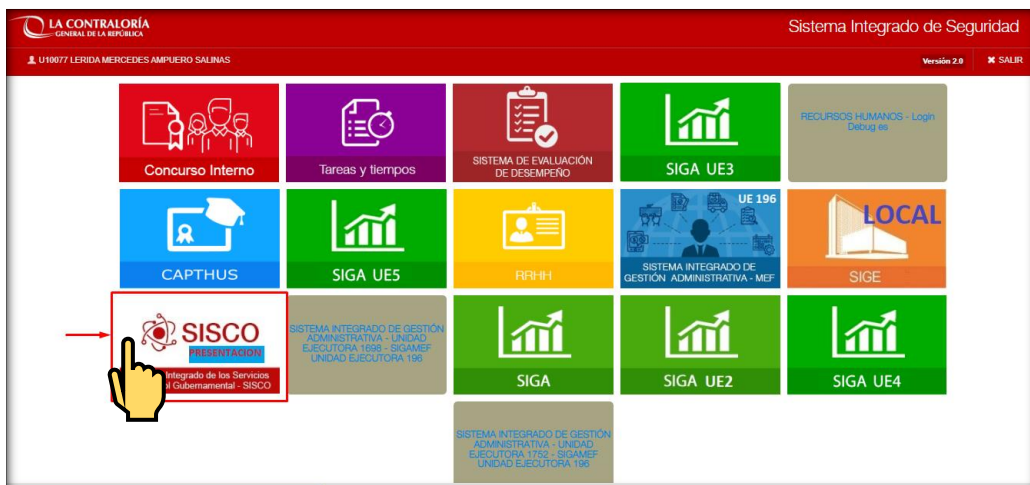 LA CONTRALORÍA
GENERAL DE LA REPÚBLICA
Sistema Integrado de Seguridad
U10077 LERIDA MERCEDES AMPUERO SALINAS
Versión 2.0
SALIR
Concurso Interno
Tareas y tiempos
SISTEMA DE EVALUACIÓN
DE DESEMPEÑO
SIGA UE3
RECURSOS HUMANOS - Login
Debug es
CAPTHUS
SIGA UE5
RRHH
UE 196
SISTEMA INTEGRADO DE
GESTIÓN ADMINISTRATIVA - MEF
LOCAL
SIGE
SISCO
PRESENTACION
Integrado de los Servicios
Gubernamental - SISCO
SISTEMA INTEGRADO DE GESTIÓN
ADMINISTRATIVA - UNIDAD
EJECUTORA 1698 - SIGAMEF
UNIDAD EJECUTORA 196
SIGA
SIGA UE2
SIGA UE4
SISTEMA INTEGRADO DE GESTIÓN
ADMINISTRATIVA - UNIDAD
EJECUTORA 1752 - SIGAMEF
UNIDAD EJECUTORA 196